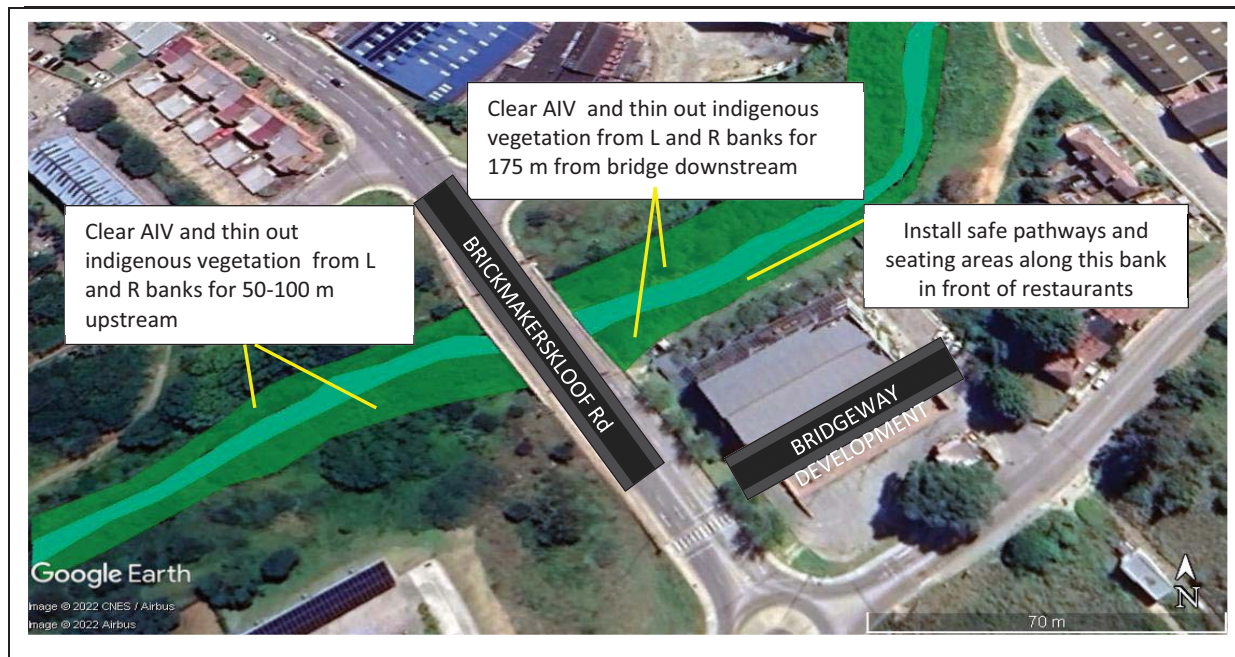 Clear AIV  and thin out indigenous
vegetation from L and R banks for
175 m from bridge downstream
Clear AIV and thin out
indigenous vegetation  from L
and R banks for 50-100 m
upstream
Install safe pathways and
seating areas along this bank
in front of restaurants
BRICKMAKERSKLOOF Rd
BRIDGEWAY
DEVELOPMENT
Google Earth
Image © 2022 CNES / Airbus
Image © 2022 Airbus
N
70 m